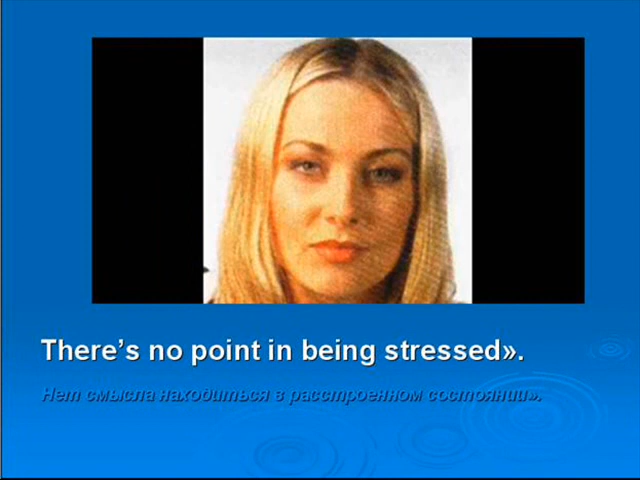 There’s no point in being stressed».
Нет смысла находиться в расстроенном состоянии».